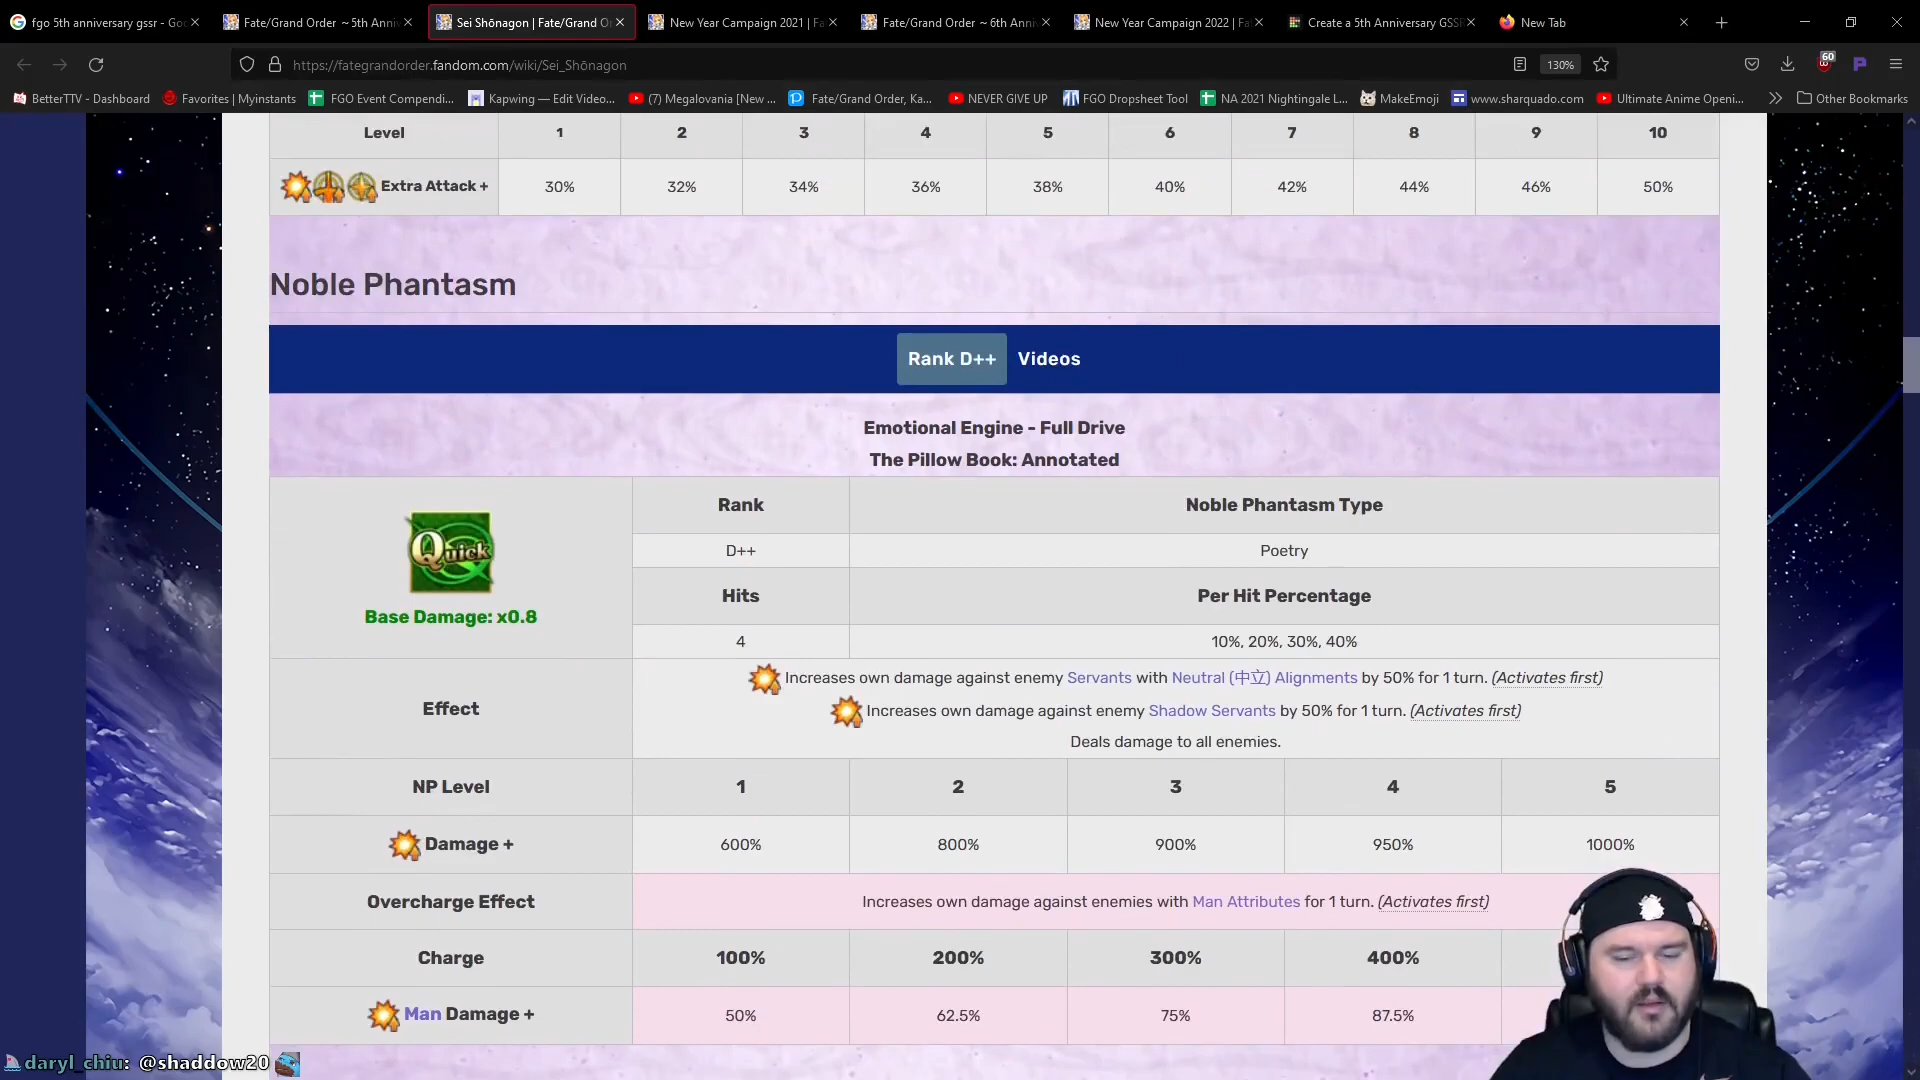 fgo 5th anniversary gssr - Goo
Fate/Grand Order ~5th Anniv
Sei Shōnagon | Fate/Grand Or
New Year Campaign 2021 | Fa
Fate/Grand Order ~6th Anniv
New Year Campaign 2022 | Fa
Create a 5th Anniversary GSSR
New Tab
https://fategrandorder.fandom.com/wiki/Sei_Shōnagon
130%
60
BetterTTV - Dashboard
Favorites | Myinstants
FGO Event Compendi...
Kapwing — Edit Video...
(7) Megalovania [New ...
Fate/Grand Order, Ka...
NEVER GIVE UP
FGO Dropsheet Tool
NA 2021 Nightingale L...
MakeEmoji
www.sharquado.com
Ultimate Anime Openi...
Other Bookmarks
Level 1 2 3 4 5 6 7 8 9 10
Extra Attack + 30% 32% 34% 36% 38% 40% 42% 44% 46% 50%
Noble Phantasm
Rank D++ Videos
Emotional Engine - Full Drive
The Pillow Book: Annotated
Quick
Base Damage: x0.8
Rank Noble Phantasm Type
D++ Poetry
Hits Per Hit Percentage
4 10%, 20%, 30%, 40%
Effect
Increases own damage against enemy Servants with Neutral (中立) Alignments by 50% for 1 turn. (Activates first)
Increases own damage against enemy Shadow Servants by 50% for 1 turn. (Activates first)
Deals damage to all enemies.
NP Level 1 2 3 4 5
Damage + 600% 800% 900% 950% 1000%
Overcharge Effect Increases own damage against enemies with Man Attributes for 1 turn. (Activates first)
Charge 100% 200% 300% 400%
Man Damage + 50% 62.5% 75% 87.5%
daryl_chiu: @shaddow20